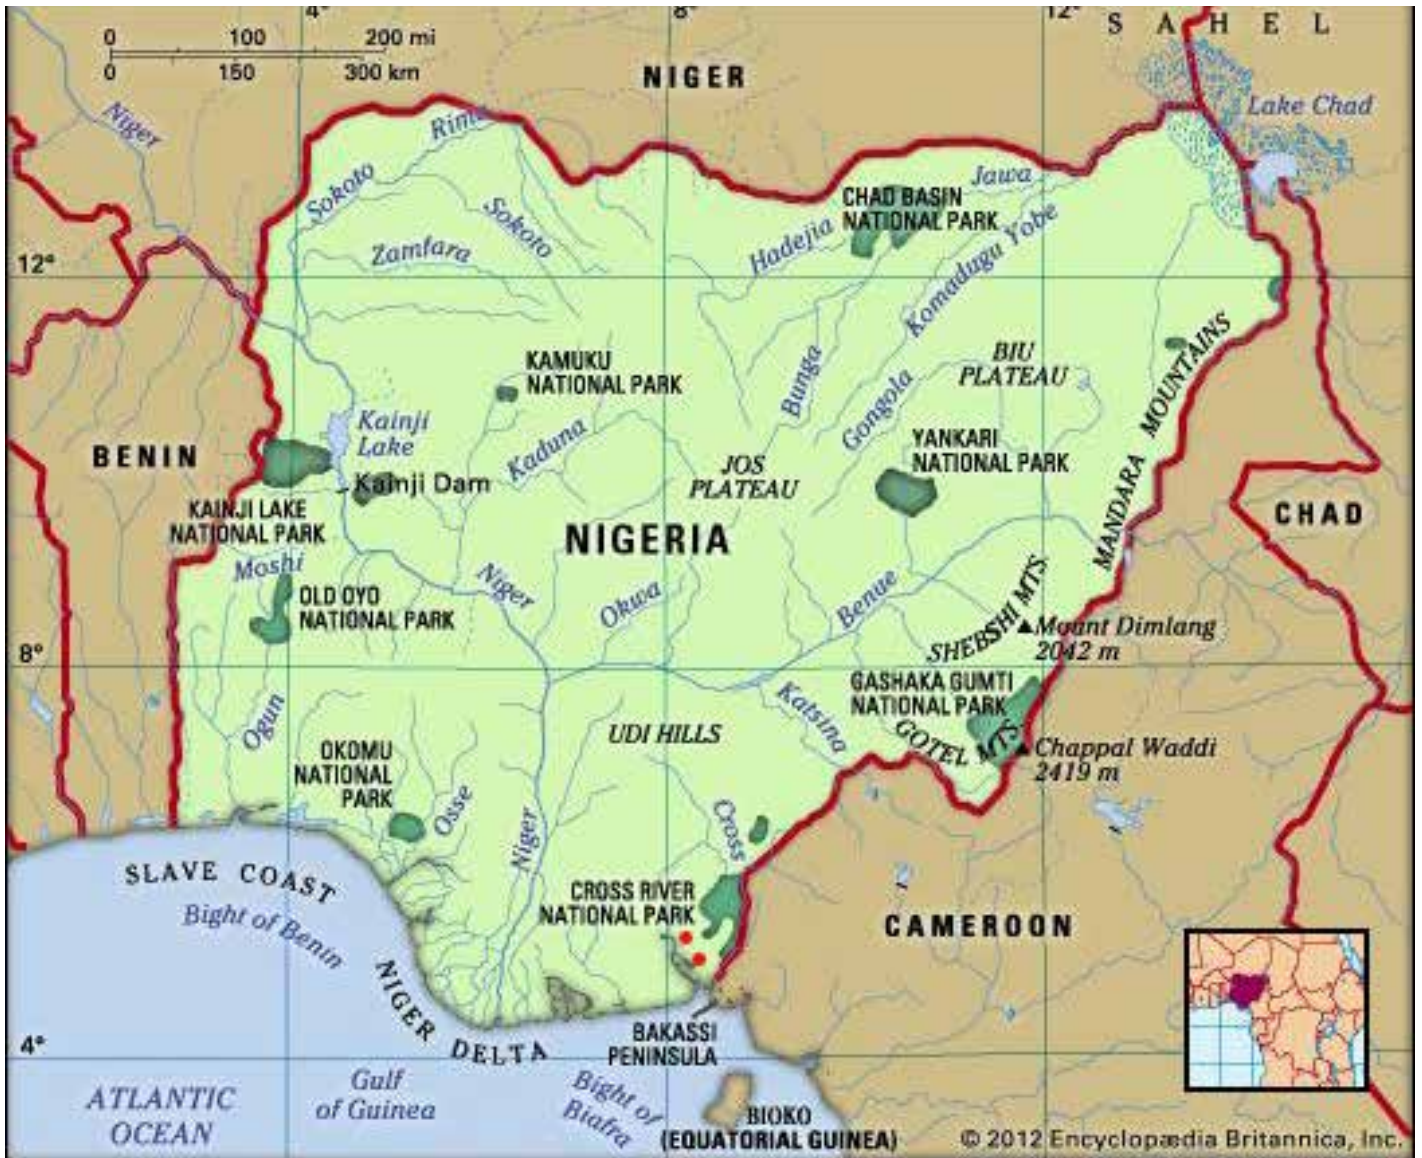 4°
8°
12°
S A H E L
0 100 200 mi
0 150 300 km
NIGER
Lake Chad
Niger
Rima
Jawa
Sokoto
CHAD BASIN
NATIONAL PARK
Sokoto
Hadejia
Komadugu Yobe
Zamfara
12°
BIU
PLATEAU
MANDARA MOUNTAINS
KAMUKU
NATIONAL PARK
Bunga
Gongola
Kainji
Lake
Kaduna
YANKARI
NATIONAL PARK
BENIN
JOS
PLATEAU
Kainji Dam
KAINJI LAKE
NATIONAL PARK
NIGERIA
CHAD
Moshi
Niger
Okwa
Benue
OLD OYO
NATIONAL PARK
SHEBSHI MTS
Mount Dimlang
2042 m
8°
GASHAKA GUMTI
NATIONAL PARK
Katsina
Ogun
UDI HILLS
GOTEL MTS
Chappal Waddi
2419 m
OKOMU
NATIONAL
PARK
Osse
Niger
Cross
SLAVE COAST
Bight of Benin
CROSS RIVER
NATIONAL PARK
CAMEROON
NIGER DELTA
BAKASSI
PENINSULA
4°
ATLANTIC
OCEAN
Gulf
of Guinea
Bight of
Biafra
BIOKO
(EQUATORIAL GUINEA)
© 2012 Encyclopædia Britannica, Inc.